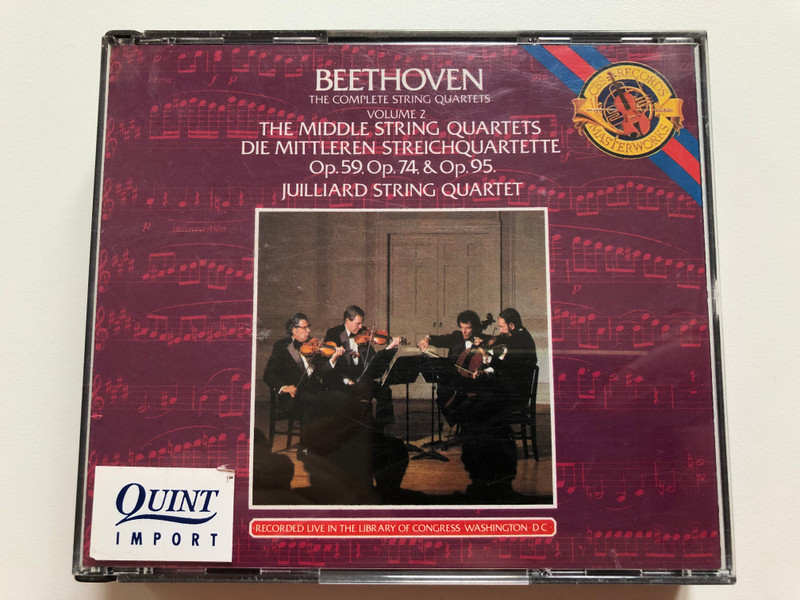 BEETHOVEN
THE COMPLETE STRING QUARTETS
VOLUME 2
THE MIDDLE STRING QUARTETS
DIE MITTLEREN STREICHQUARTETTE
Op. 59, Op. 74, & Op. 95.
JUILLIARD STRING QUARTET
CBS RECORDS
MASTERWORKS
RECORDED LIVE IN THE LIBRARY OF CONGRESS · WASHINGTON · D C ·
QUINT
IMPORT